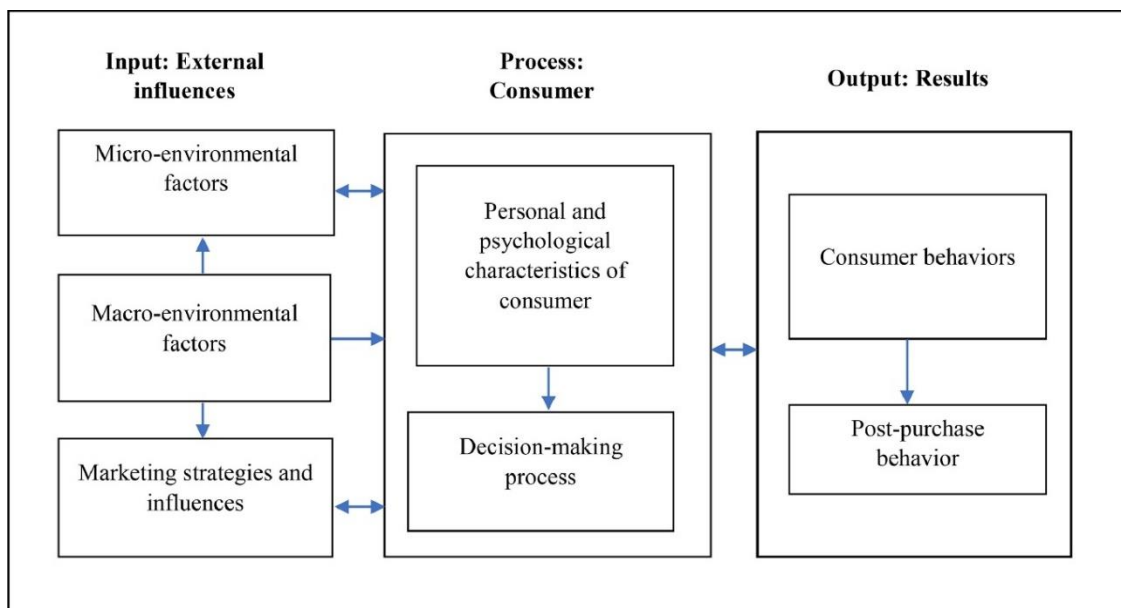 Input: External
influences
Process:
Consumer
Output: Results
Micro-environmental
factors
Macro-environmental
factors
Marketing strategies and
influences
Personal and
psychological
characteristics of
consumer
Decision-making
process
Consumer behaviors
Post-purchase
behavior